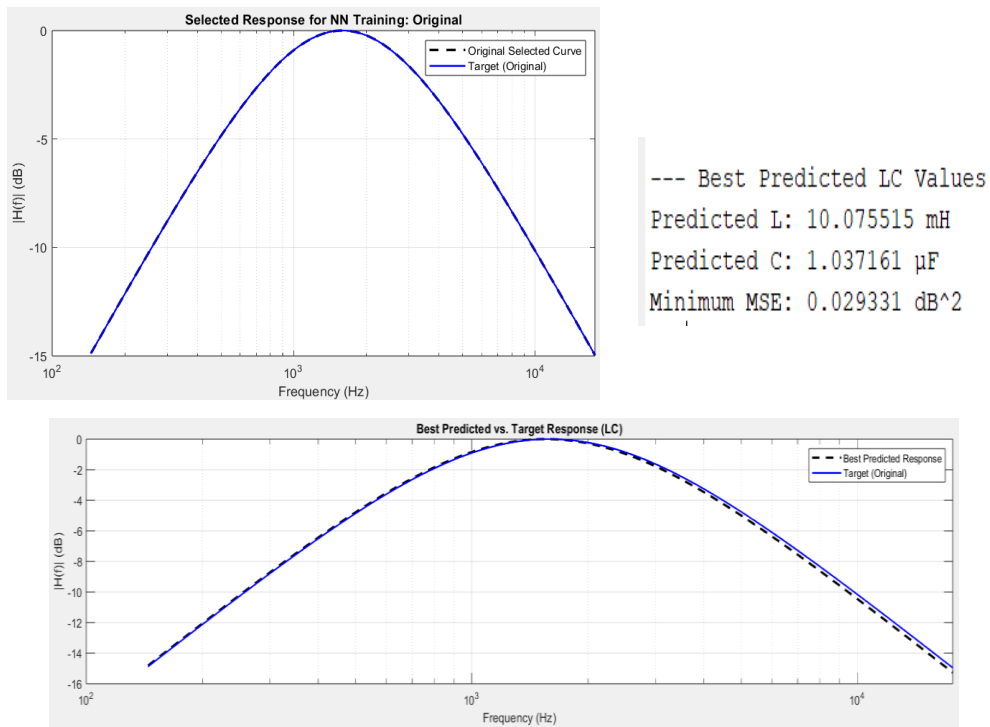 Selected Response for NN Training: Original
Original Selected Curve
Target (Original)
0
-5
-10
-15
|H(f)| (dB)
10^2
10^3
10^4
Frequency (Hz)
--- Best Predicted LC Values
Predicted L: 10.075515 mH
Predicted C: 1.037161 µF
Minimum MSE: 0.029331 dB^2
Best Predicted vs. Target Response (LC)
Best Predicted Response
Target (Original)
0
-2
-4
-6
-8
-10
-12
-14
-16
|H(f)| (dB)
10^2
10^3
10^4
Frequency (Hz)